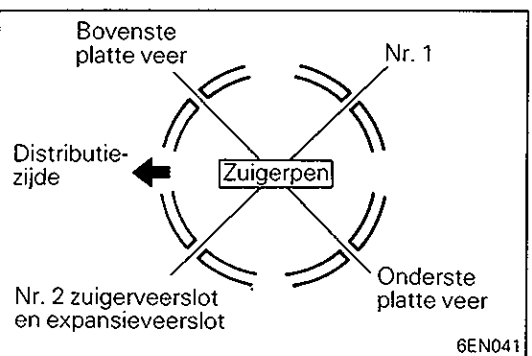 Bovenste
platte veer
Nr. 1
Distributie-
zijde
Zuigerpen
Nr. 2 zuigerveerslot
en expansieveerslot
Onderste
platte veer
6EN041